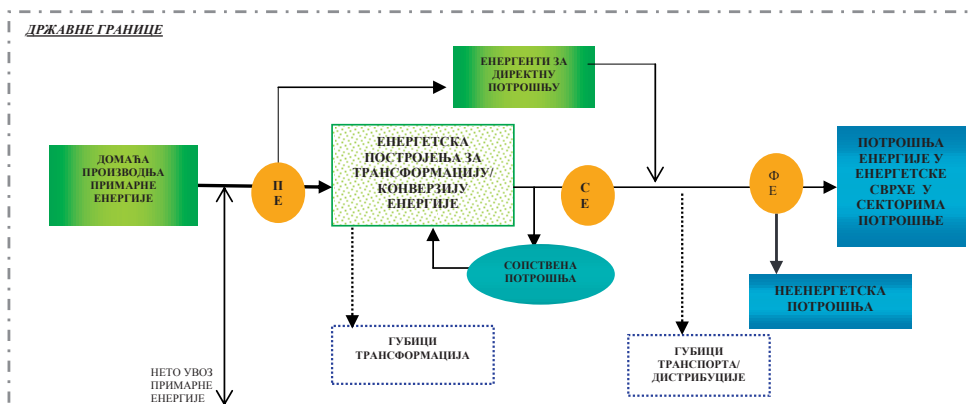 ДРЖАВНЕ ГРАНИЦЕ
ЕНЕРГЕНТИ ЗА
ДИРЕКТНУ
ПОТРОШЊУ
ДОМАЋА
ПРОИЗВОДЊА
ПРИМАРНЕ
ЕНЕРГИЈЕ
П
Е
ЕНЕРГЕТСКА
ПОСТРОЈЕЊА ЗА
ТРАНСФОРМАЦИЈУ/
КОНВЕРЗИЈУ
ЕНЕРГИЈЕ
С
Е
Ф
Е
ПОТРОШЊА
ЕНЕРГИЈЕ У
ЕНЕРГЕТСКЕ
СВРХЕ У
СЕКТОРИМА
ПОТРОШЊЕ
СОПСТВЕНА
ПОТРОШЊА
НЕЕНЕРГЕТСКА
ПОТРОШЊА
ГУБИЦИ
ТРАНСФОРМАЦИЈА
ГУБИЦИ
ТРАНСПОРТА/
ДИСТРИБУЦИЈЕ
НЕТО УВОЗ
ПРИМАРНЕ
ЕНЕРГИЈЕ